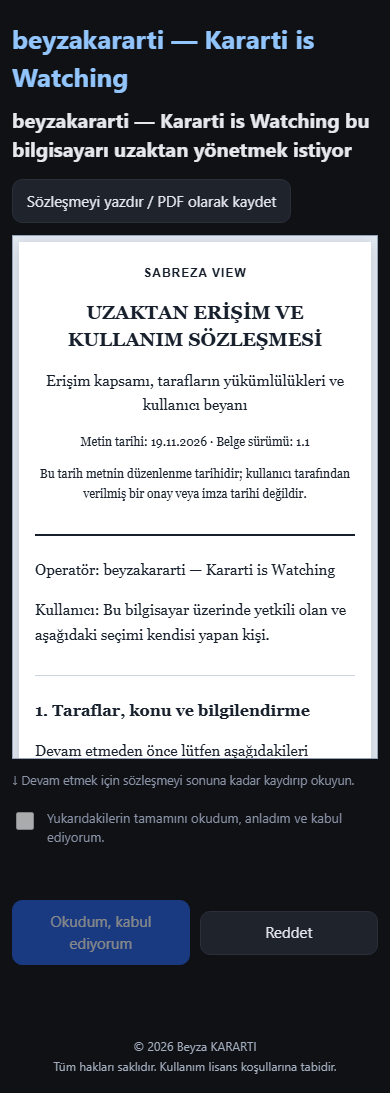 beyzakararti — Kararti is
Watching
beyzakararti — Kararti is Watching bu
bilgisayarı uzaktan yönetmek istiyor
Sözleşmeyi yazdır / PDF olarak kaydet
SABREZA VIEW
UZAKTAN ERİŞİM VE
KULLANIM SÖZLEŞMESİ
Erişim kapsamı, tarafların yükümlülükleri ve
kullanıcı beyanı
Metin tarihi: 19.11.2026 · Belge sürümü: 1.1
Bu tarih metnin düzenlenme tarihidir; kullanıcı tarafından
verilmiş bir onay veya imza tarihi değildir.
Operatör: beyzakararti — Kararti is Watching
Kullanıcı: Bu bilgisayar üzerinde yetkili olan ve
aşağıdaki seçimi kendisi yapan kişi.
1. Taraflar, konu ve bilgilendirme
Devam etmeden önce lütfen aşağıdakileri
↓ Devam etmek için sözleşmeyi sonuna kadar kaydırıp okuyun.
Yukarıdakilerin tamamını okudum, anladım ve kabul
ediyorum.
Okudum, kabul
ediyorum
Reddet
© 2026 Beyza KARARTI
Tüm hakları saklıdır. Kullanım lisans koşullarına tabidir.